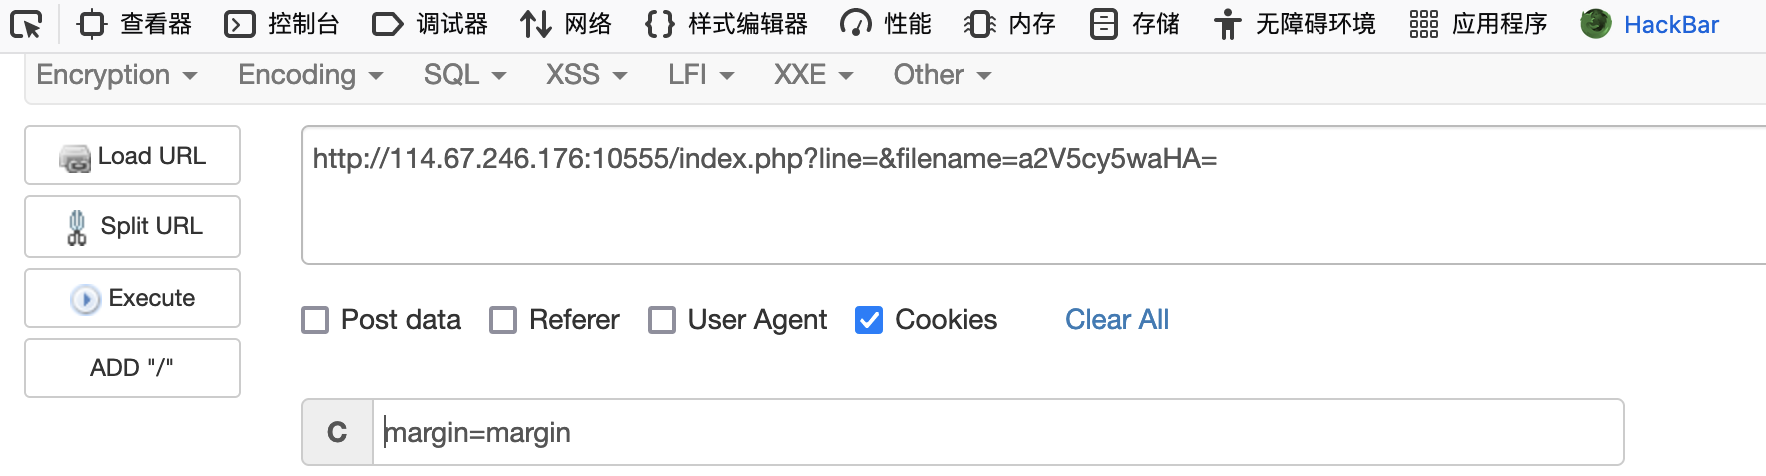 查看器 控制台 调试器 网络 样式编辑器 性能 内存 存储 无障碍环境 应用程序 HackBar
Encryption Encoding SQL XSS LFI XXE Other
Load URL
http://114.67.246.176:10555/index.php?line=&filename=a2V5cy5waHA=
Split URL
Execute
Post data Referer User Agent Cookies Clear All
ADD "/"
C margin=margin